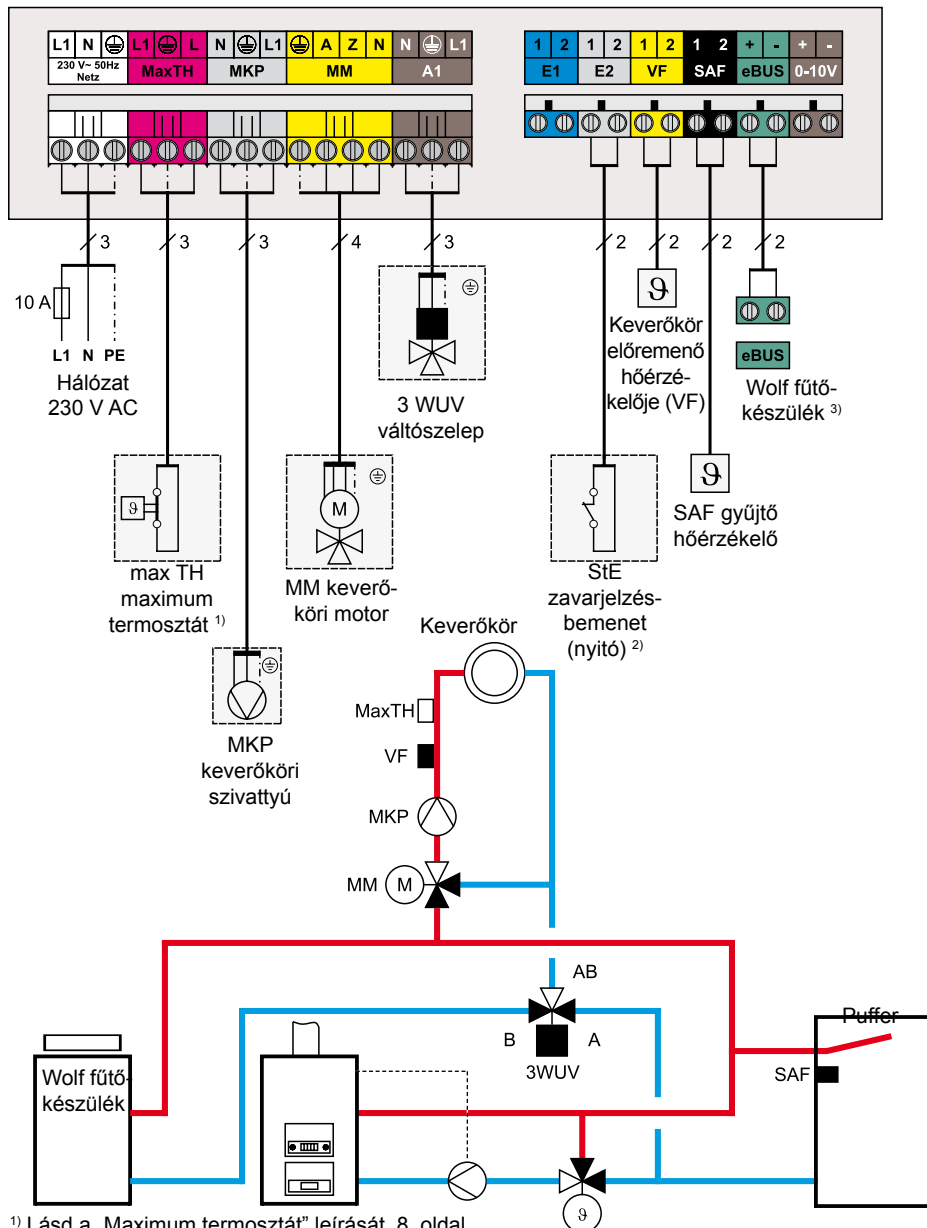 L1 N L1 L N L1 A Z N N L1
230 V~ 50Hz
Netz
MaxTH MKP MM A1
1 2 1 2 1 2 1 2 + - + -
E1 E2 VF SAF eBUS 0-10V
3 3 3 4 3 2 2 2 2
10 A
L1 N PE
Hálózat
230 V AC
3 WUV
váltószelep
ϑ
Keverőkör
előremenő
hőérzé-
kelője (VF)
eBUS
Wolf fűtő-
készülék 3)
ϑ
max TH
maximum
termosztát 1)
M
MM keverő-
köri motor
StE
zavarjelzés-
bemenet
(nyitó) 2)
ϑ
SAF gyűjtő
hőérzékelő
MKP
keverőköri
szivattyú
Keverőkör
MaxTH
VF
MKP
MM M
AB
B A
3WUV
Puffer
SAF
Wolf fűtő-
készülék
ϑ
1) Lásd a „Maximum termosztát” leírását, 8. oldal